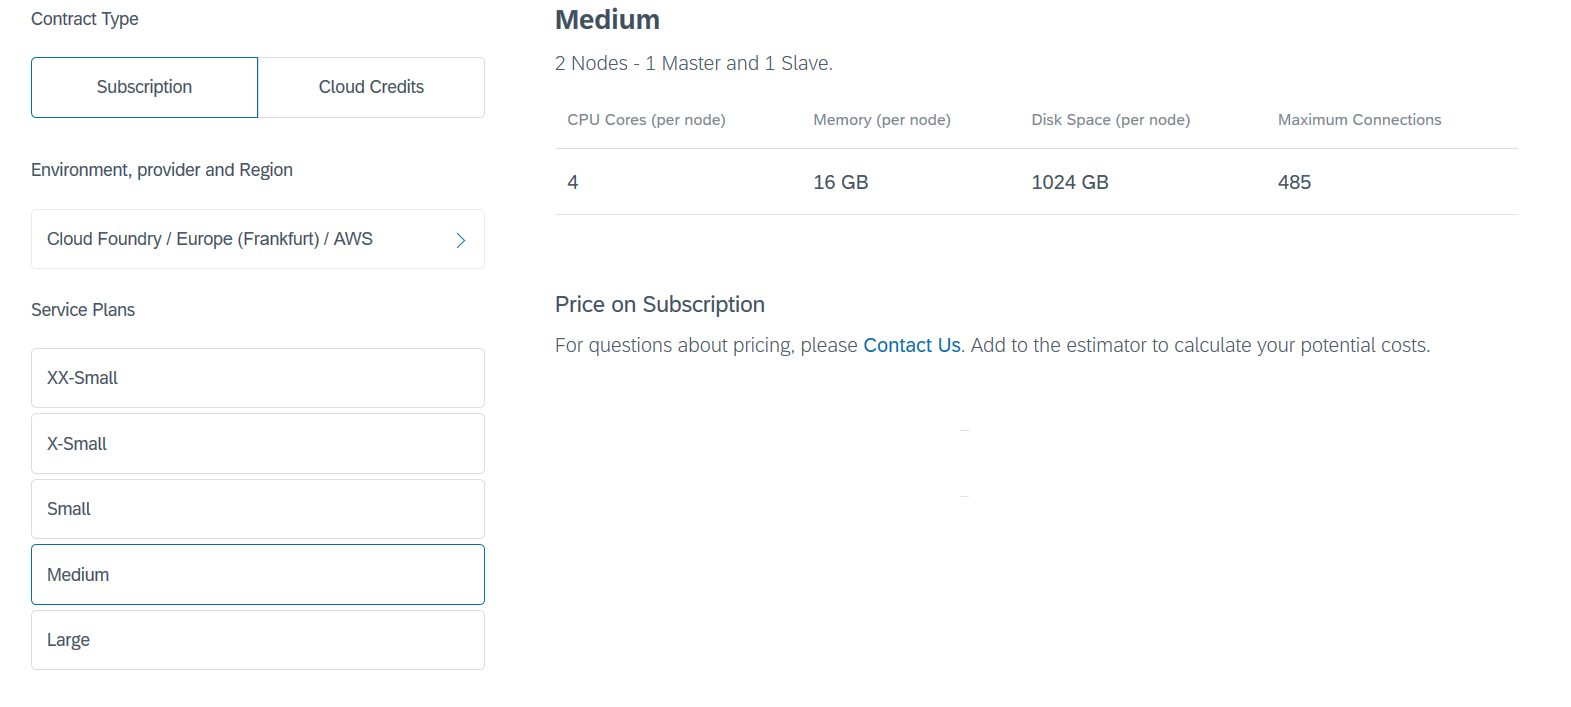 Contract Type
Subscription
Cloud Credits
Environment, provider and Region
Cloud Foundry / Europe (Frankfurt) / AWS
Service Plans
XX-Small
X-Small
Small
Medium
Large
Medium
2 Nodes - 1 Master and 1 Slave.
CPU Cores (per node) Memory (per node) Disk Space (per node) Maximum Connections
4 16 GB 1024 GB 485
Price on Subscription
For questions about pricing, please Contact Us. Add to the estimator to calculate your potential costs.